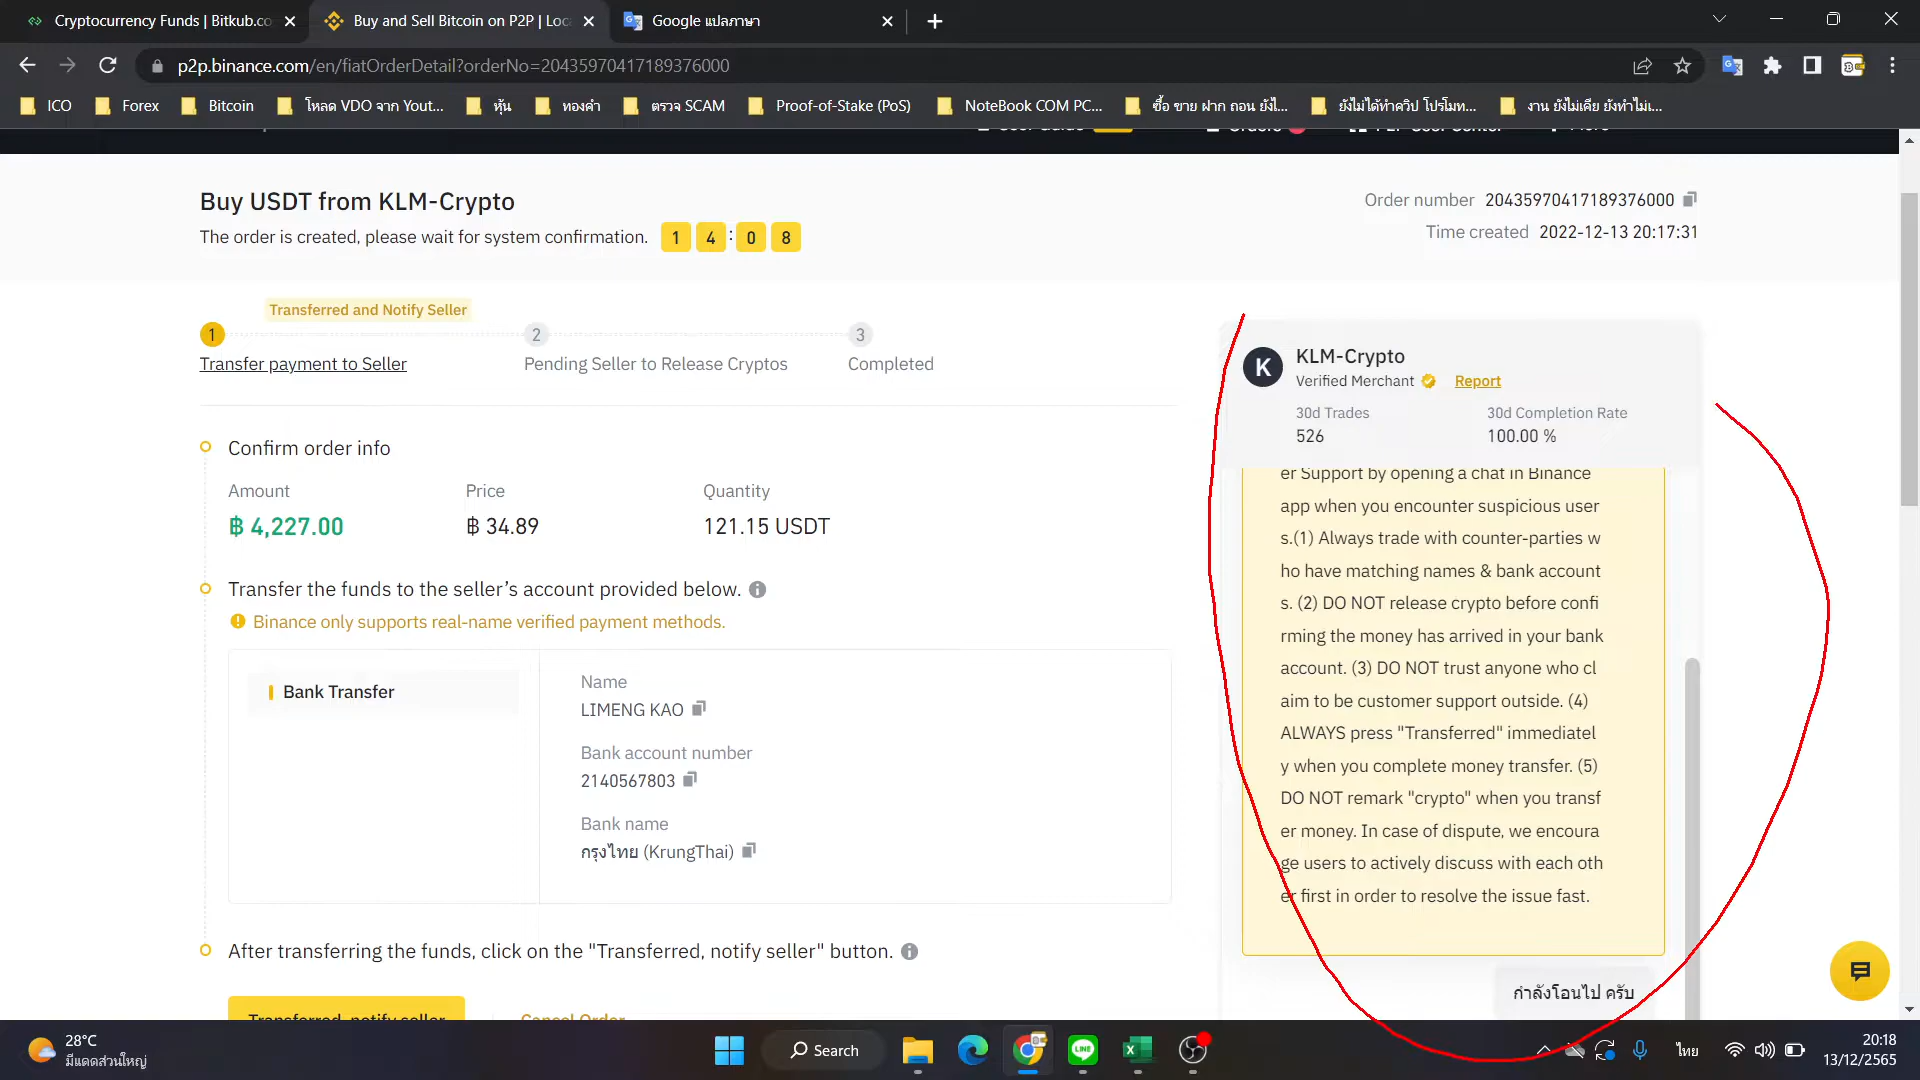 Cryptocurrency Funds | Bitkub.co
Buy and Sell Bitcoin on P2P | Loc
Google แปลภาษา
p2p.binance.com/en/fiatOrderDetail?orderNo=20435970417189376000
ICO
Forex
Bitcoin
โหลด VDO จาก Yout...
หุ้น
ทองคำ
ตรวจ SCAM
Proof-of-Stake (PoS)
NoteBook COM PC...
ซื้อ ขาย ฝาก ถอน ยังไ...
ยังไม่ได้ทำควิป โปรโมท...
งาน ยังไม่เคีย ยังทำไม่เ...
Buy USDT from KLM-Crypto
Order number 20435970417189376000
The order is created, please wait for system confirmation. 1 4 : 0 8
Time created 2022-12-13 20:17:31
Transferred and Notify Seller
1 2 3
Transfer payment to Seller
Pending Seller to Release Cryptos
Completed
Confirm order info
Amount Price Quantity
฿ 4,227.00 ฿ 34.89 121.15 USDT
Transfer the funds to the seller's account provided below.
Binance only supports real-name verified payment methods.
Bank Transfer
Name
LIMENG KAO
Bank account number
2140567803
Bank name
กรุงไทย (KrungThai)
After transferring the funds, click on the "Transferred, notify seller" button.
Transferred, notify seller
Cancel Order
K
KLM-Crypto
Verified Merchant
Report
30d Trades 30d Completion Rate
526 100.00 %
er Support by opening a chat in Binance
app when you encounter suspicious user
s.(1) Always trade with counter-parties w
ho have matching names & bank account
s. (2) DO NOT release crypto before confi
rming the money has arrived in your bank
account. (3) DO NOT trust anyone who cl
aim to be customer support outside. (4)
ALWAYS press "Transferred" immediatel
y when you complete money transfer. (5)
DO NOT remark "crypto" when you transf
er money. In case of dispute, we encoura
ge users to actively discuss with each oth
er first in order to resolve the issue fast.
กำลังโอนไป ครับ
28°C
มีแดดส่วนใหญ่
Search
LINE
ไทย
20:18
13/12/2565